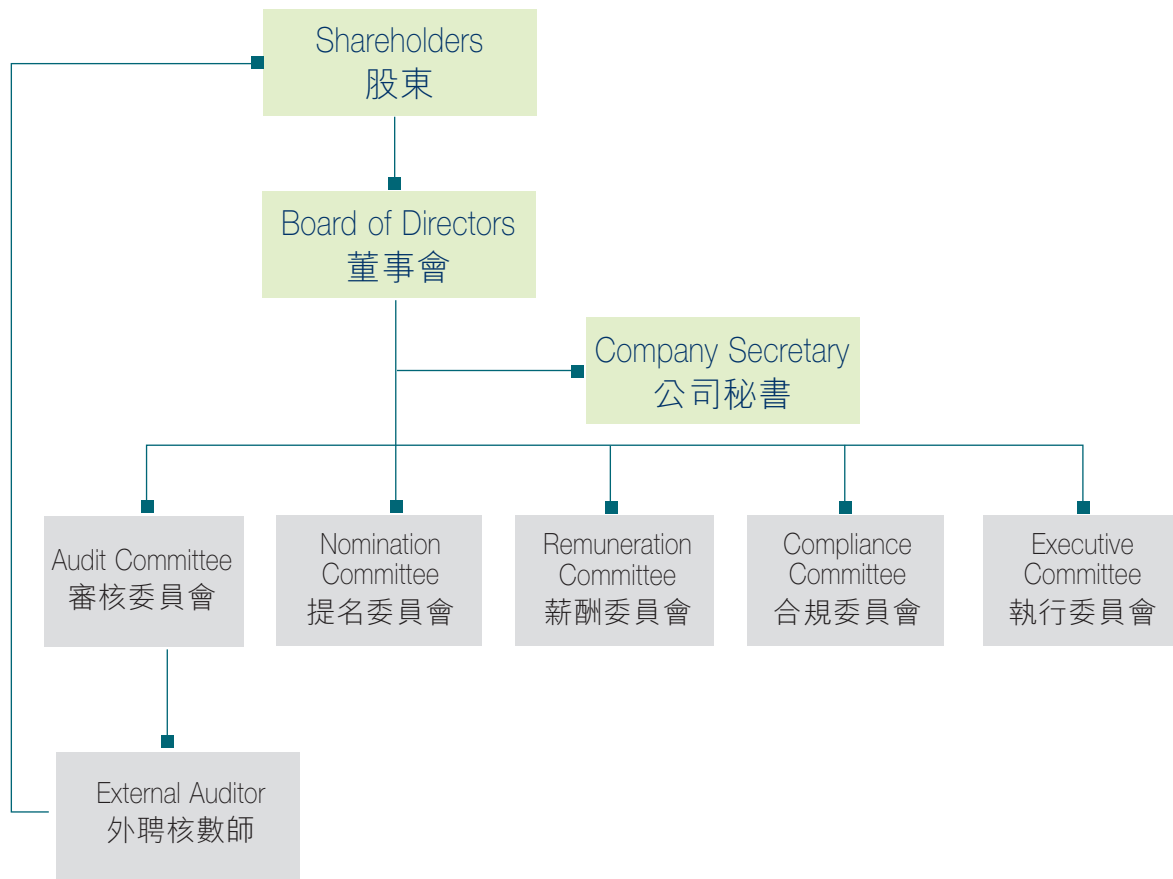 Shareholders
股東
Board of Directors
董事會
Company Secretary
公司秘書
Audit Committee
審核委員會
Nomination
Committee
提名委員會
Remuneration
Committee
薪酬委員會
Compliance
Committee
合規委員會
Executive
Committee
執行委員會
External Auditor
外聘核數師